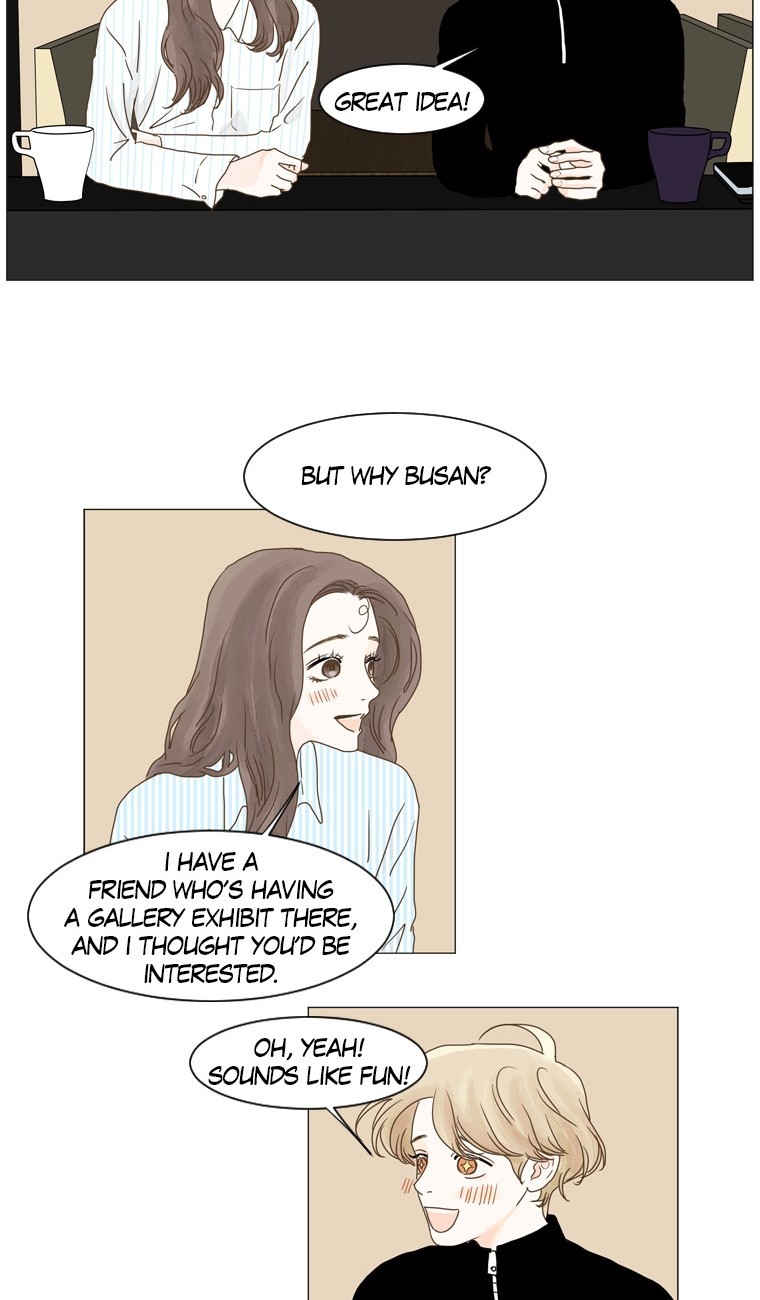 GREAT IDEA!
BUT WHY BUSAN?
I HAVE A
FRIEND WHO'S HAVING
A GALLERY EXHIBIT THERE,
AND I THOUGHT YOU'D BE
INTERESTED.
OH, YEAH!
SOUNDS LIKE FUN!